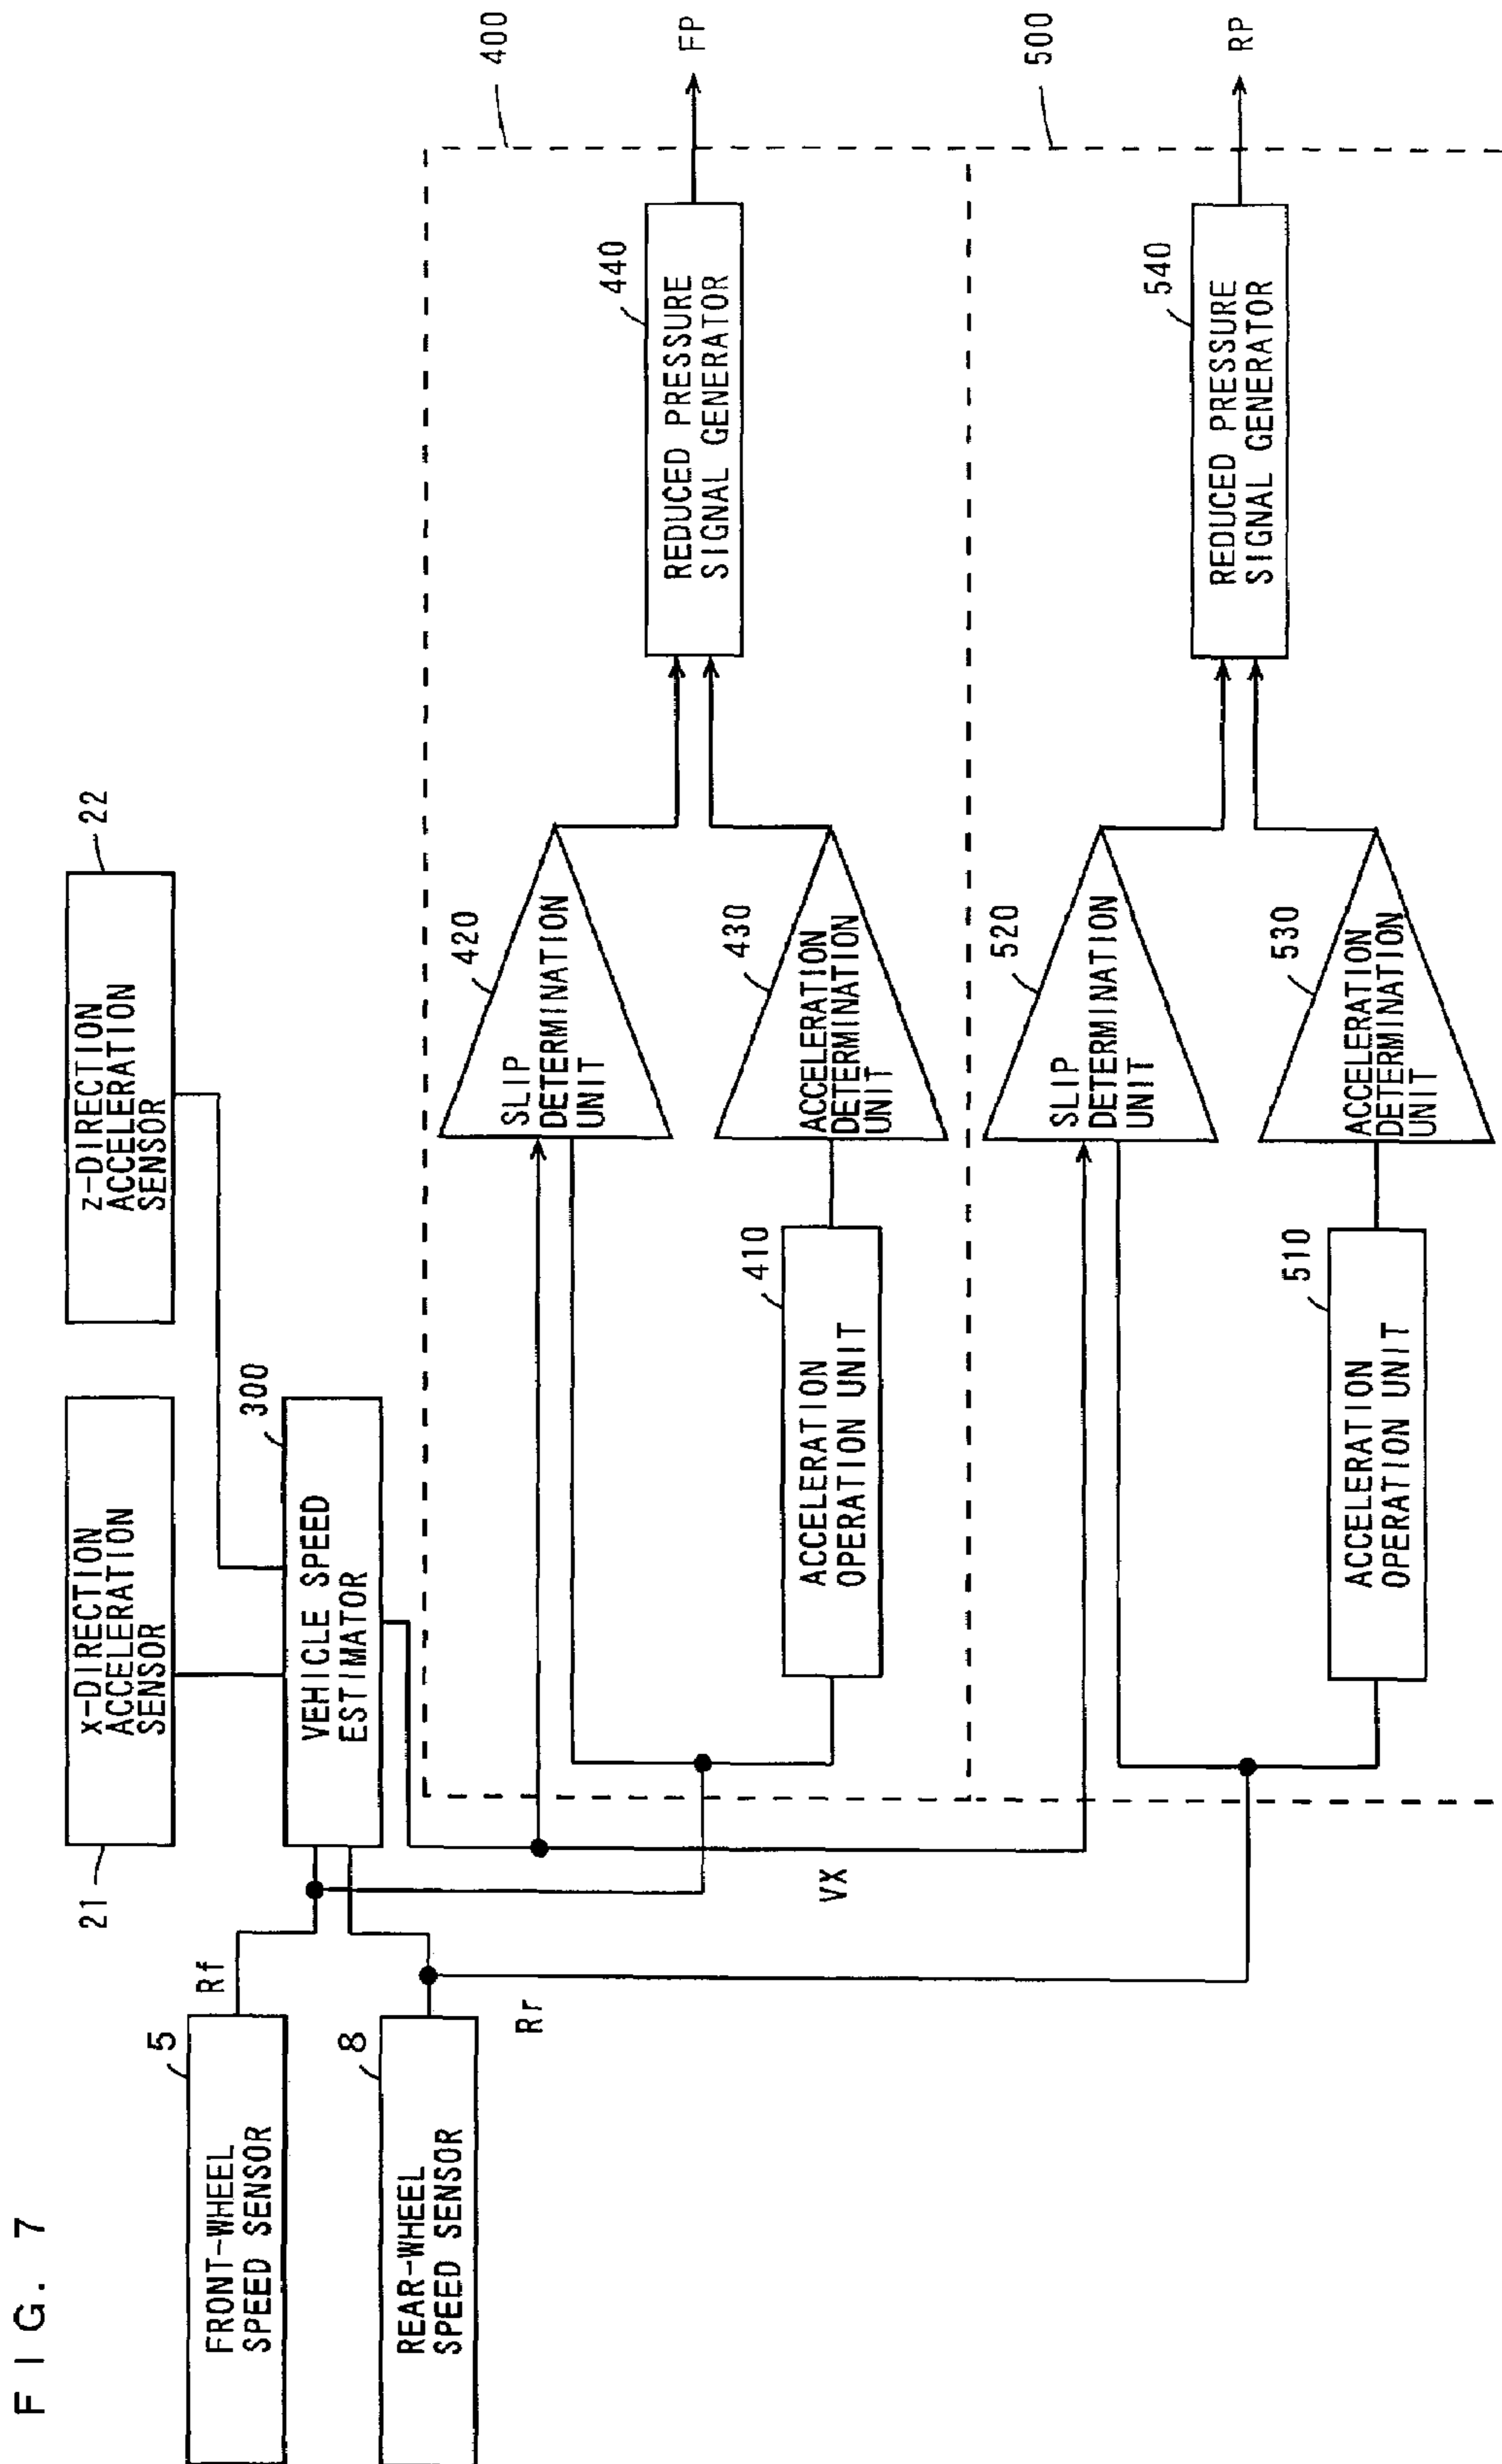 FIG. 7
FRONT-WHEEL
SPEED SENSOR
5
REAR-WHEEL
SPEED SENSOR
8
Rf
Rr
21
x-DIRECTION
ACCELERATION
SENSOR
22
z-DIRECTION
ACCELERATION
SENSOR
300
VEHICLE SPEED
ESTIMATOR
VX
400
410
ACCELERATION
OPERATION UNIT
420
SLIP
DETERMINATION
UNIT
430
ACCELERATION
DETERMINATION
UNIT
440
REDUCED PRESSURE
SIGNAL GENERATOR
FP
500
510
ACCELERATION
OPERATION UNIT
520
SLIP
DETERMINATION
UNIT
530
ACCELERATION
DETERMINATION
UNIT
540
REDUCED PRESSURE
SIGNAL GENERATOR
RP